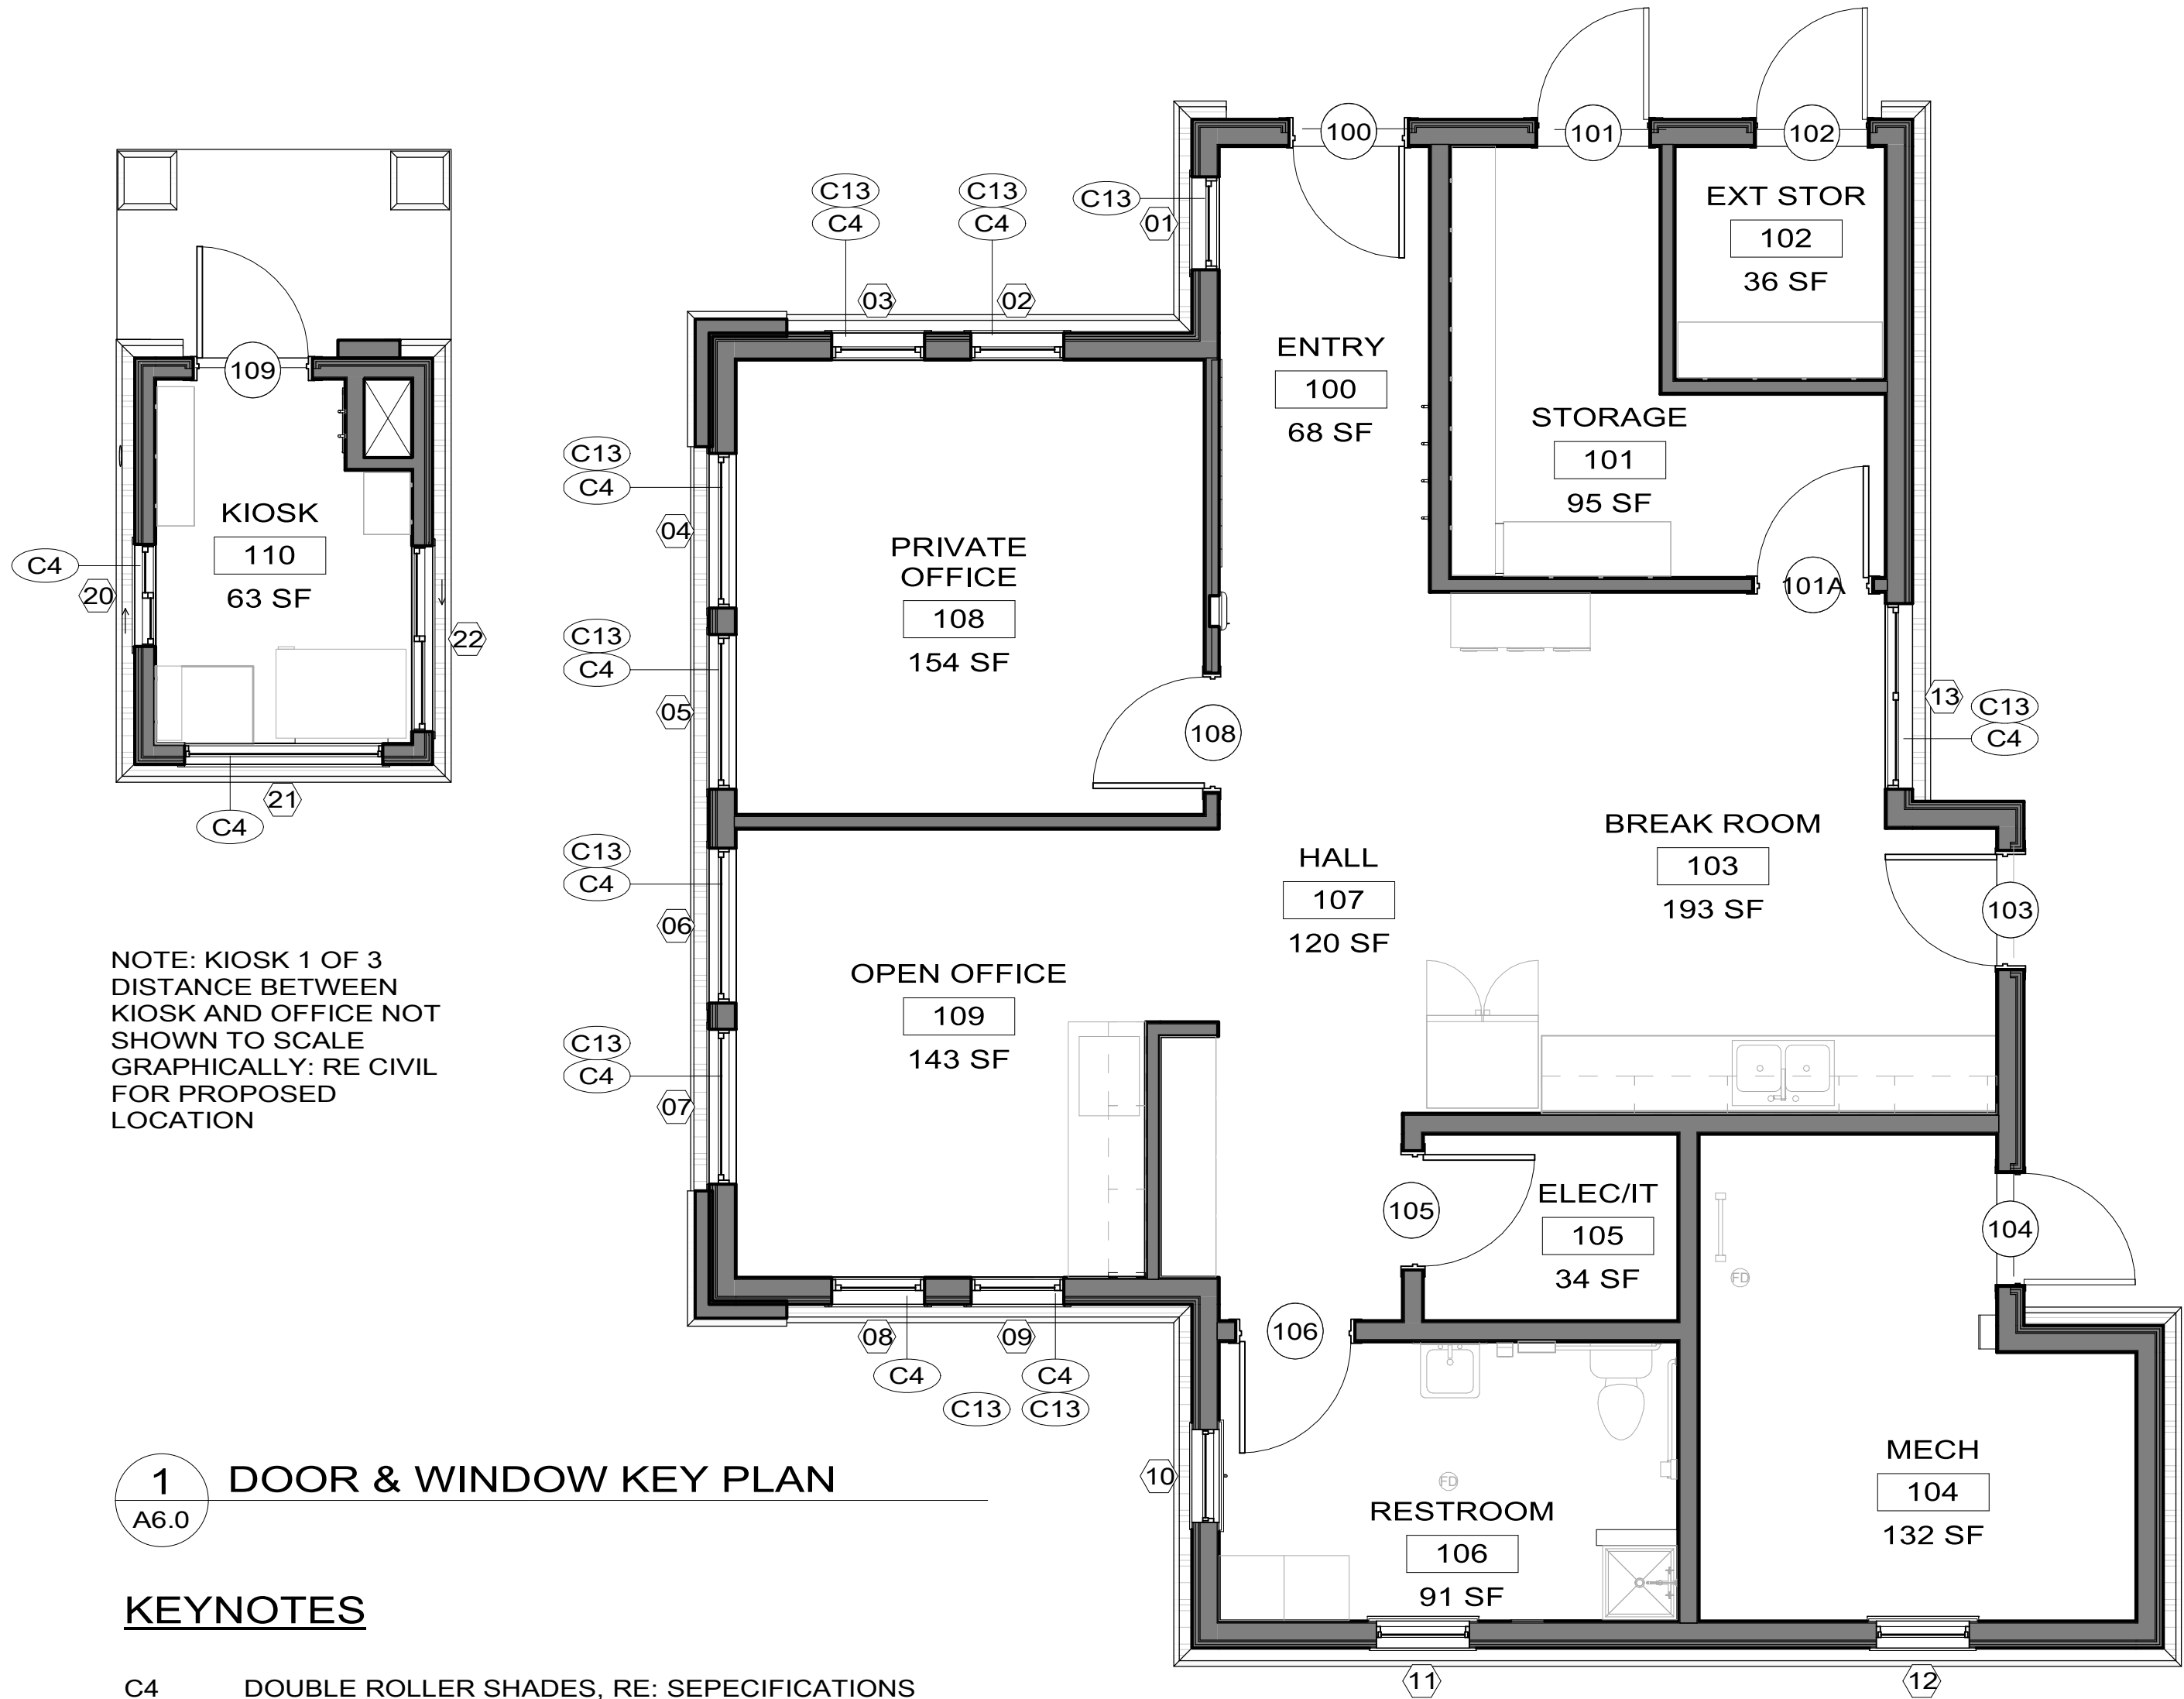 100
101
102
C13
C4
C13
C4
C13
01
EXT STOR
102
36 SF
03
02
109
ENTRY
100
68 SF
STORAGE
101
95 SF
C13
C4
04
KIOSK
110
63 SF
C4
20
22
PRIVATE
OFFICE
108
154 SF
101A
C13
C4
05
108
13
C13
C4
21
C4
C13
C4
06
HALL
107
120 SF
BREAK ROOM
103
193 SF
103
NOTE: KIOSK 1 OF 3
DISTANCE BETWEEN
KIOSK AND OFFICE NOT
SHOWN TO SCALE
GRAPHICALLY: RE CIVIL
FOR PROPOSED
LOCATION
OPEN OFFICE
109
143 SF
C13
C4
07
105
ELEC/IT
105
34 SF
104
FD
08
09
106
C4
C4
C13
C13
10
1
A6.0
DOOR & WINDOW KEY PLAN
FD
RESTROOM
106
91 SF
MECH
104
132 SF
11
12
KEYNOTES
C4 DOUBLE ROLLER SHADES, RE: SEPECIFICATIONS